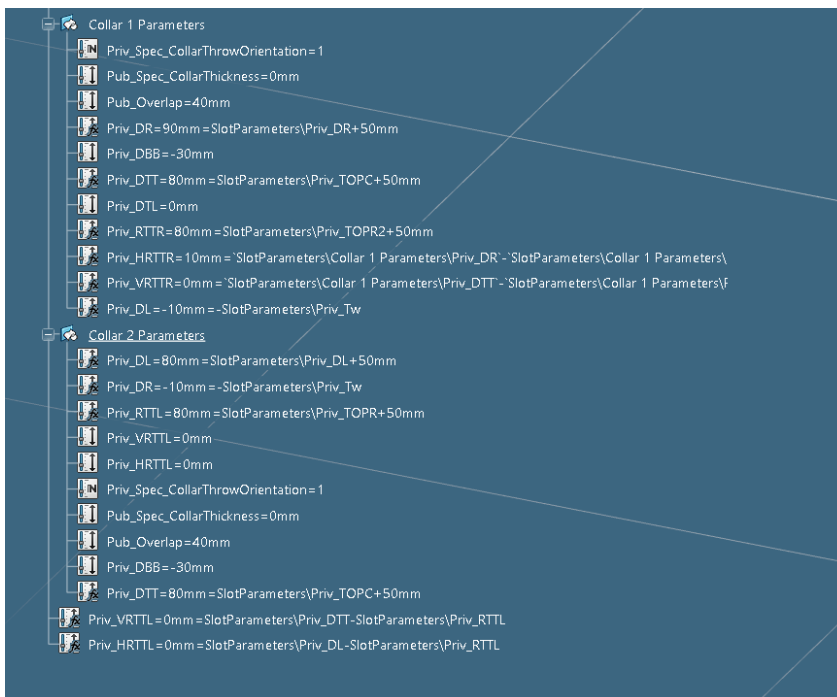 Collar 1 Parameters
Priv_Spec_CollarThrowOrientation=1
Pub_Spec_CollarThickness=0mm
Pub_Overlap=40mm
Priv_DR=90mm=SlotParameters\Priv_DR+50mm
Priv_DBB=-30mm
Priv_DTT=80mm=SlotParameters\Priv_TOPC+50mm
Priv_DTL=0mm
Priv_RTTR=80mm=SlotParameters\Priv_TOPR2+50mm
Priv_HRTTR=10mm=`SlotParameters\Collar 1 Parameters\Priv_DR`-`SlotParameters\Collar 1 Parameters\
Priv_VRTTR=0mm=`SlotParameters\Collar 1 Parameters\Priv_DTT`-`SlotParameters\Collar 1 Parameters\F
Priv_DL=-10mm=-SlotParameters\Priv_Tw
Collar 2 Parameters
Priv_DL=80mm=SlotParameters\Priv_DL+50mm
Priv_DR=-10mm=-SlotParameters\Priv_Tw
Priv_RTTL=80mm=SlotParameters\Priv_TOPR+50mm
Priv_VRTTL=0mm
Priv_HRTTL=0mm
Priv_Spec_CollarThrowOrientation=1
Pub_Spec_CollarThickness=0mm
Pub_Overlap=40mm
Priv_DBB=-30mm
Priv_DTT=80mm=SlotParameters\Priv_TOPC+50mm
Priv_VRTTL=0mm=SlotParameters\Priv_DTT-SlotParameters\Priv_RTTL
Priv_HRTTL=0mm=SlotParameters\Priv_DL-SlotParameters\Priv_RTTL